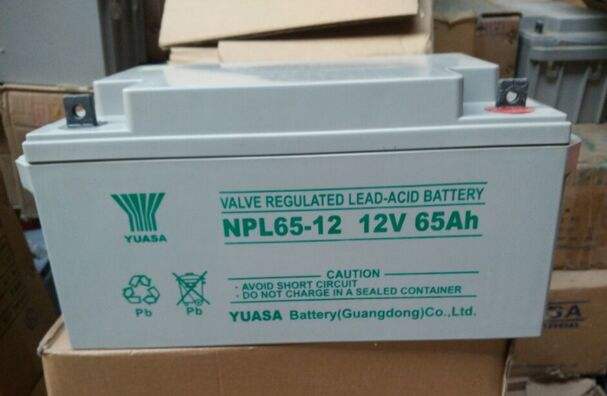 VALVE REGULATED LEAD-ACID BATTERY
NPL65-12 12V 65Ah
YUASA
CAUTION
- AVOID SHORT CIRCUIT
- DO NOT CHARGE IN A SEALED CONTAINER
Pb Pb
YUASA Battery(Guangdong)Co.,Ltd.
SA